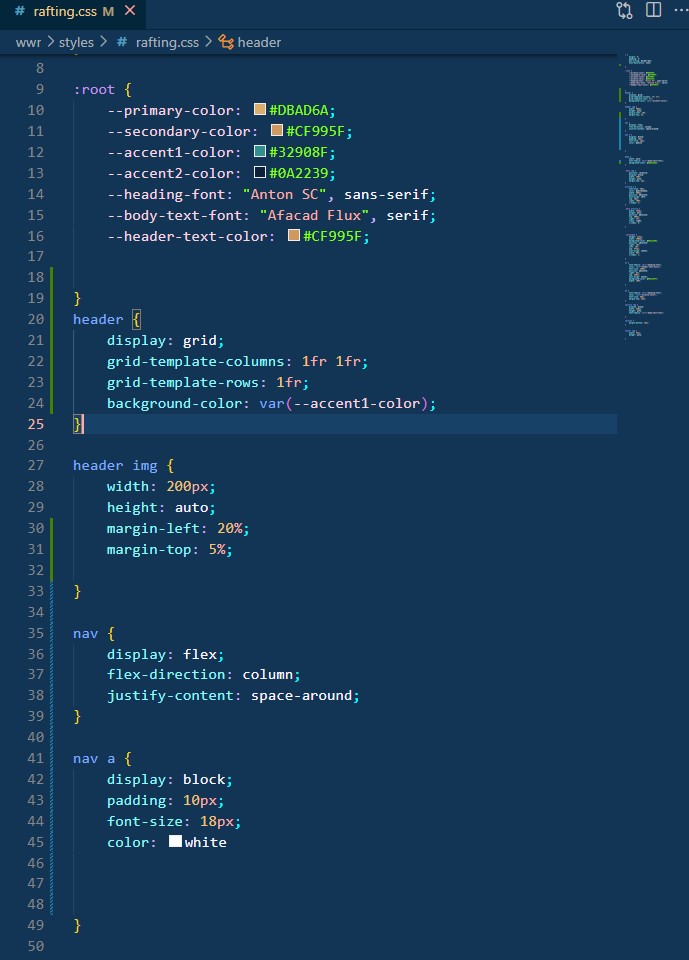 # rafting.css M ×
wwr > styles > # rafting.css > header
8
9 :root {
10     --primary-color: #DBAD6A;
11     --secondary-color: #CF995F;
12     --accent1-color: #32908F;
13     --accent2-color: #0A2239;
14     --heading-font: "Anton SC", sans-serif;
15     --body-text-font: "Afacad Flux", serif;
16     --header-text-color: #CF995F;
17
18
19 }
20 header {
21     display: grid;
22     grid-template-columns: 1fr 1fr;
23     grid-template-rows: 1fr;
24     background-color: var(--accent1-color);
25 }
26
27 header img {
28     width: 200px;
29     height: auto;
30     margin-left: 20%;
31     margin-top: 5%;
32
33 }
34
35 nav {
36     display: flex;
37     flex-direction: column;
38     justify-content: space-around;
39 }
40
41 nav a {
42     display: block;
43     padding: 10px;
44     font-size: 18px;
45     color: white
46
47
48
49 }
50